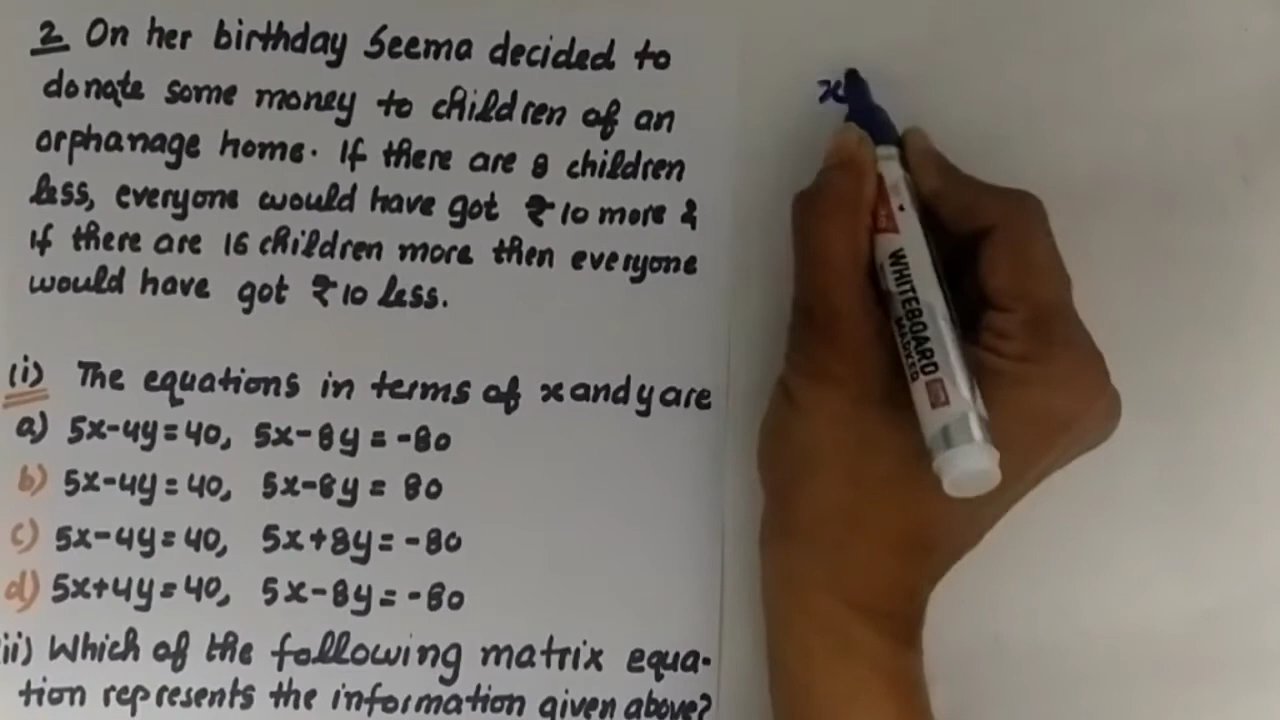 2 On her birthday Seema decided to
donate some money to children of an
orphanage home. If there are 8 children
less, everyone would have got ₹10 more &
if there are 16 children more then everyone
would have got ₹10 less.
(i) The equations in terms of x and y are
a) 5x-4y=40, 5x-8y=-80
b) 5x-4y=40, 5x-8y= 80
c) 5x-4y=40, 5x+8y=-80
d) 5x+4y=40, 5x-8y=-80
ii) Which of the following matrix equa-
tion represents the information given above?
x
WHITEBOARD
MARKER